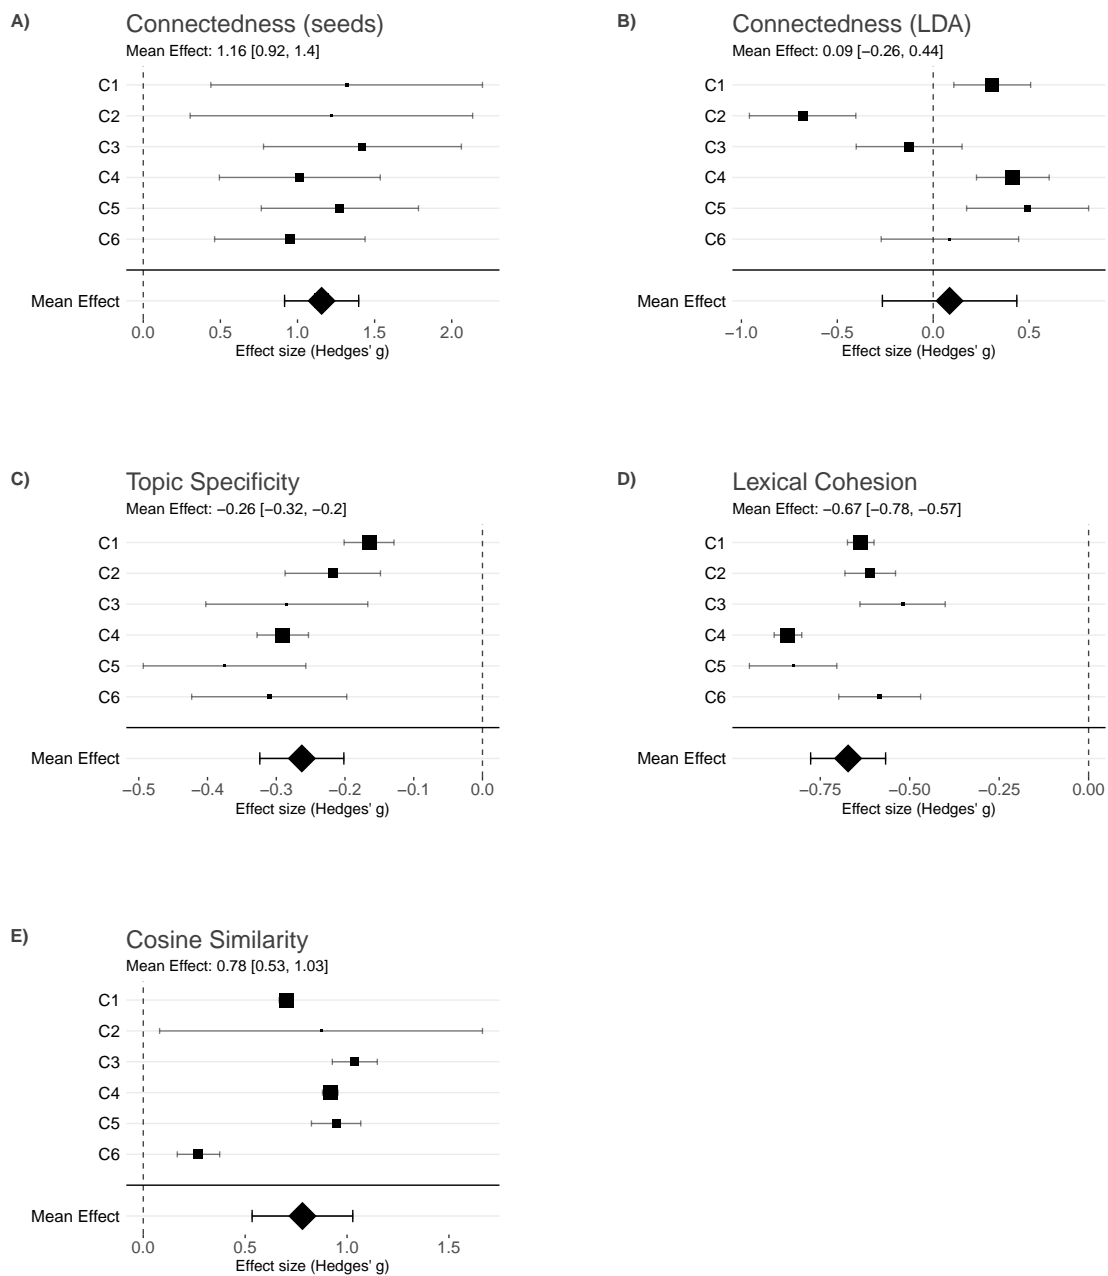 A)
Connectedness (seeds)
Mean Effect: 1.16 [0.92, 1.4]
C1
C2
C3
C4
C5
C6
Mean Effect
0.0 0.5 1.0 1.5 2.0
Effect size (Hedges' g)
B)
Connectedness (LDA)
Mean Effect: 0.09 [−0.26, 0.44]
C1
C2
C3
C4
C5
C6
Mean Effect
−1.0 −0.5 0.0 0.5
Effect size (Hedges' g)
C)
Topic Specificity
Mean Effect: −0.26 [−0.32, −0.2]
C1
C2
C3
C4
C5
C6
Mean Effect
−0.5 −0.4 −0.3 −0.2 −0.1 0.0
Effect size (Hedges' g)
D)
Lexical Cohesion
Mean Effect: −0.67 [−0.78, −0.57]
C1
C2
C3
C4
C5
C6
Mean Effect
−0.75 −0.50 −0.25 0.00
Effect size (Hedges' g)
E)
Cosine Similarity
Mean Effect: 0.78 [0.53, 1.03]
C1
C2
C3
C4
C5
C6
Mean Effect
0.0 0.5 1.0 1.5
Effect size (Hedges' g)